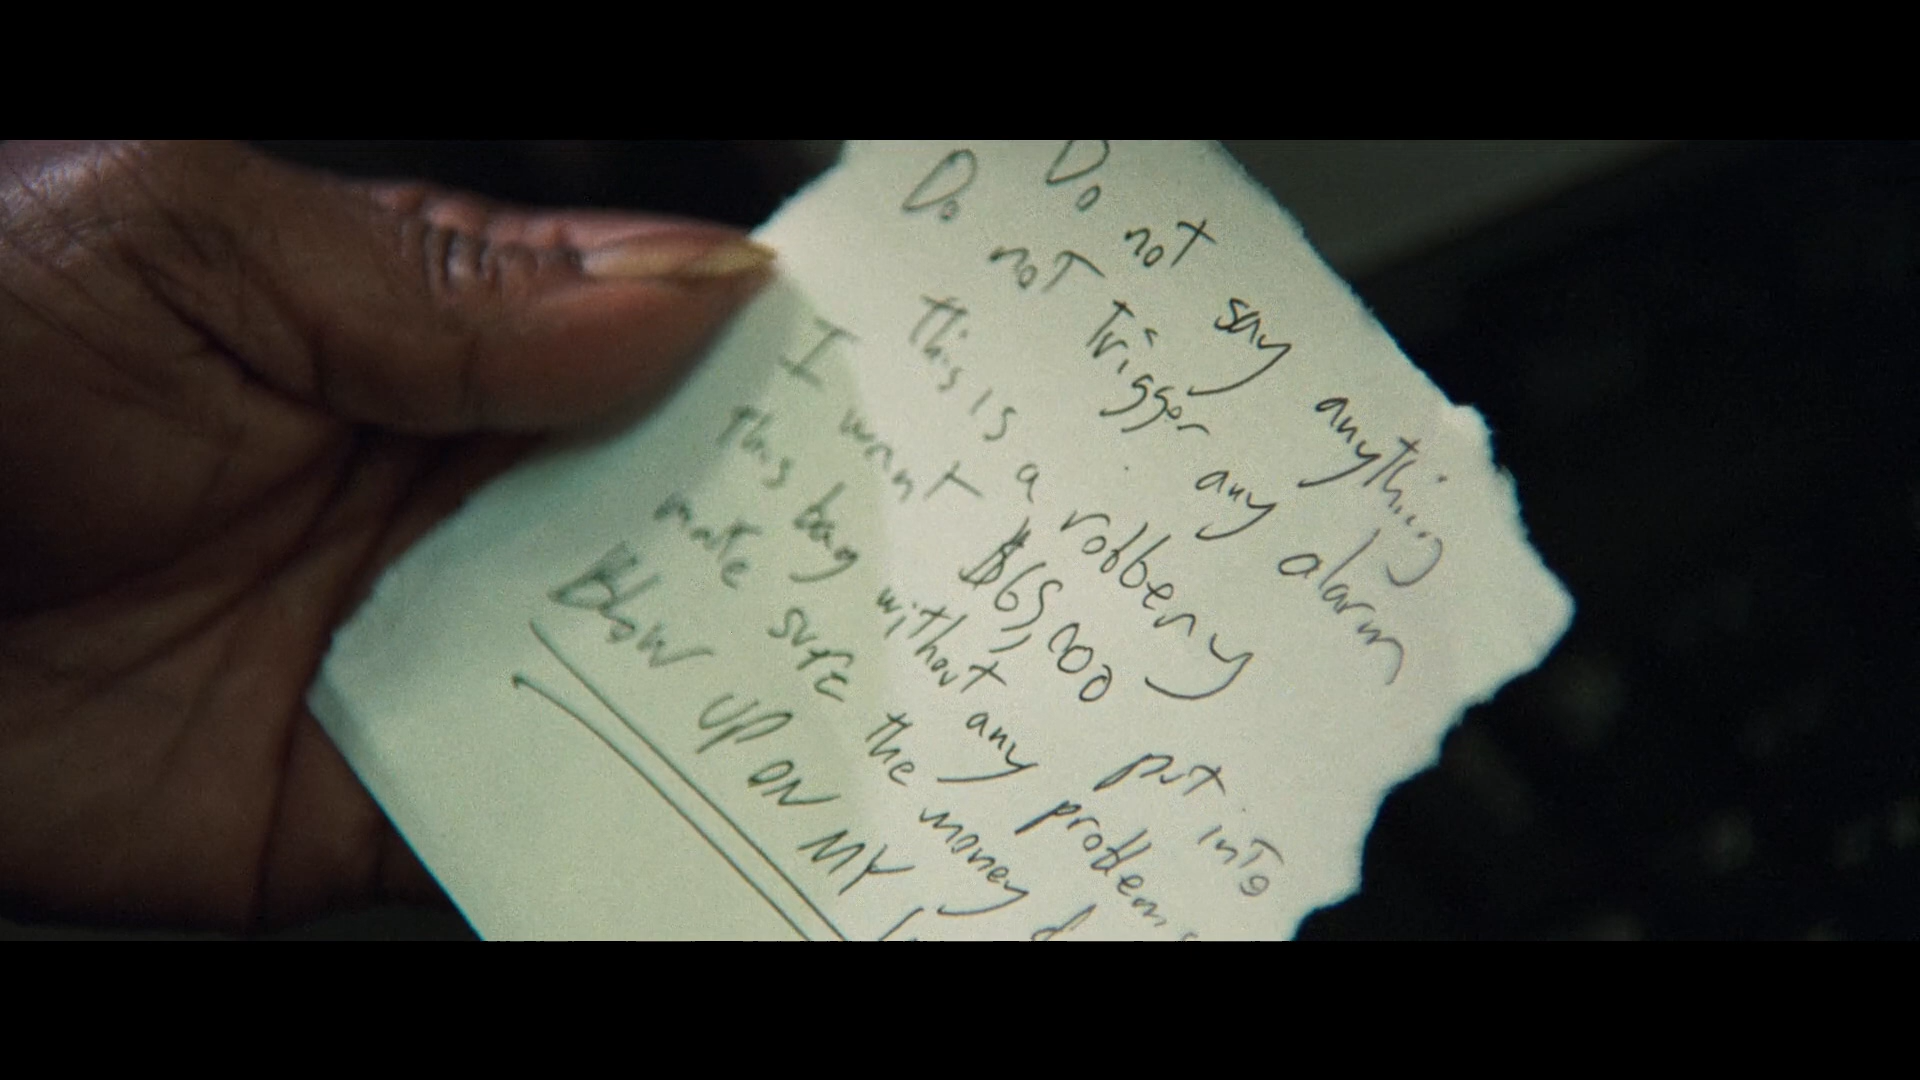 Do not say anything
Do not trigger any alarm
this is a robbery
I want $65,000 put into
this bag without any problems
make sure the money d
BLOW UP ON MY